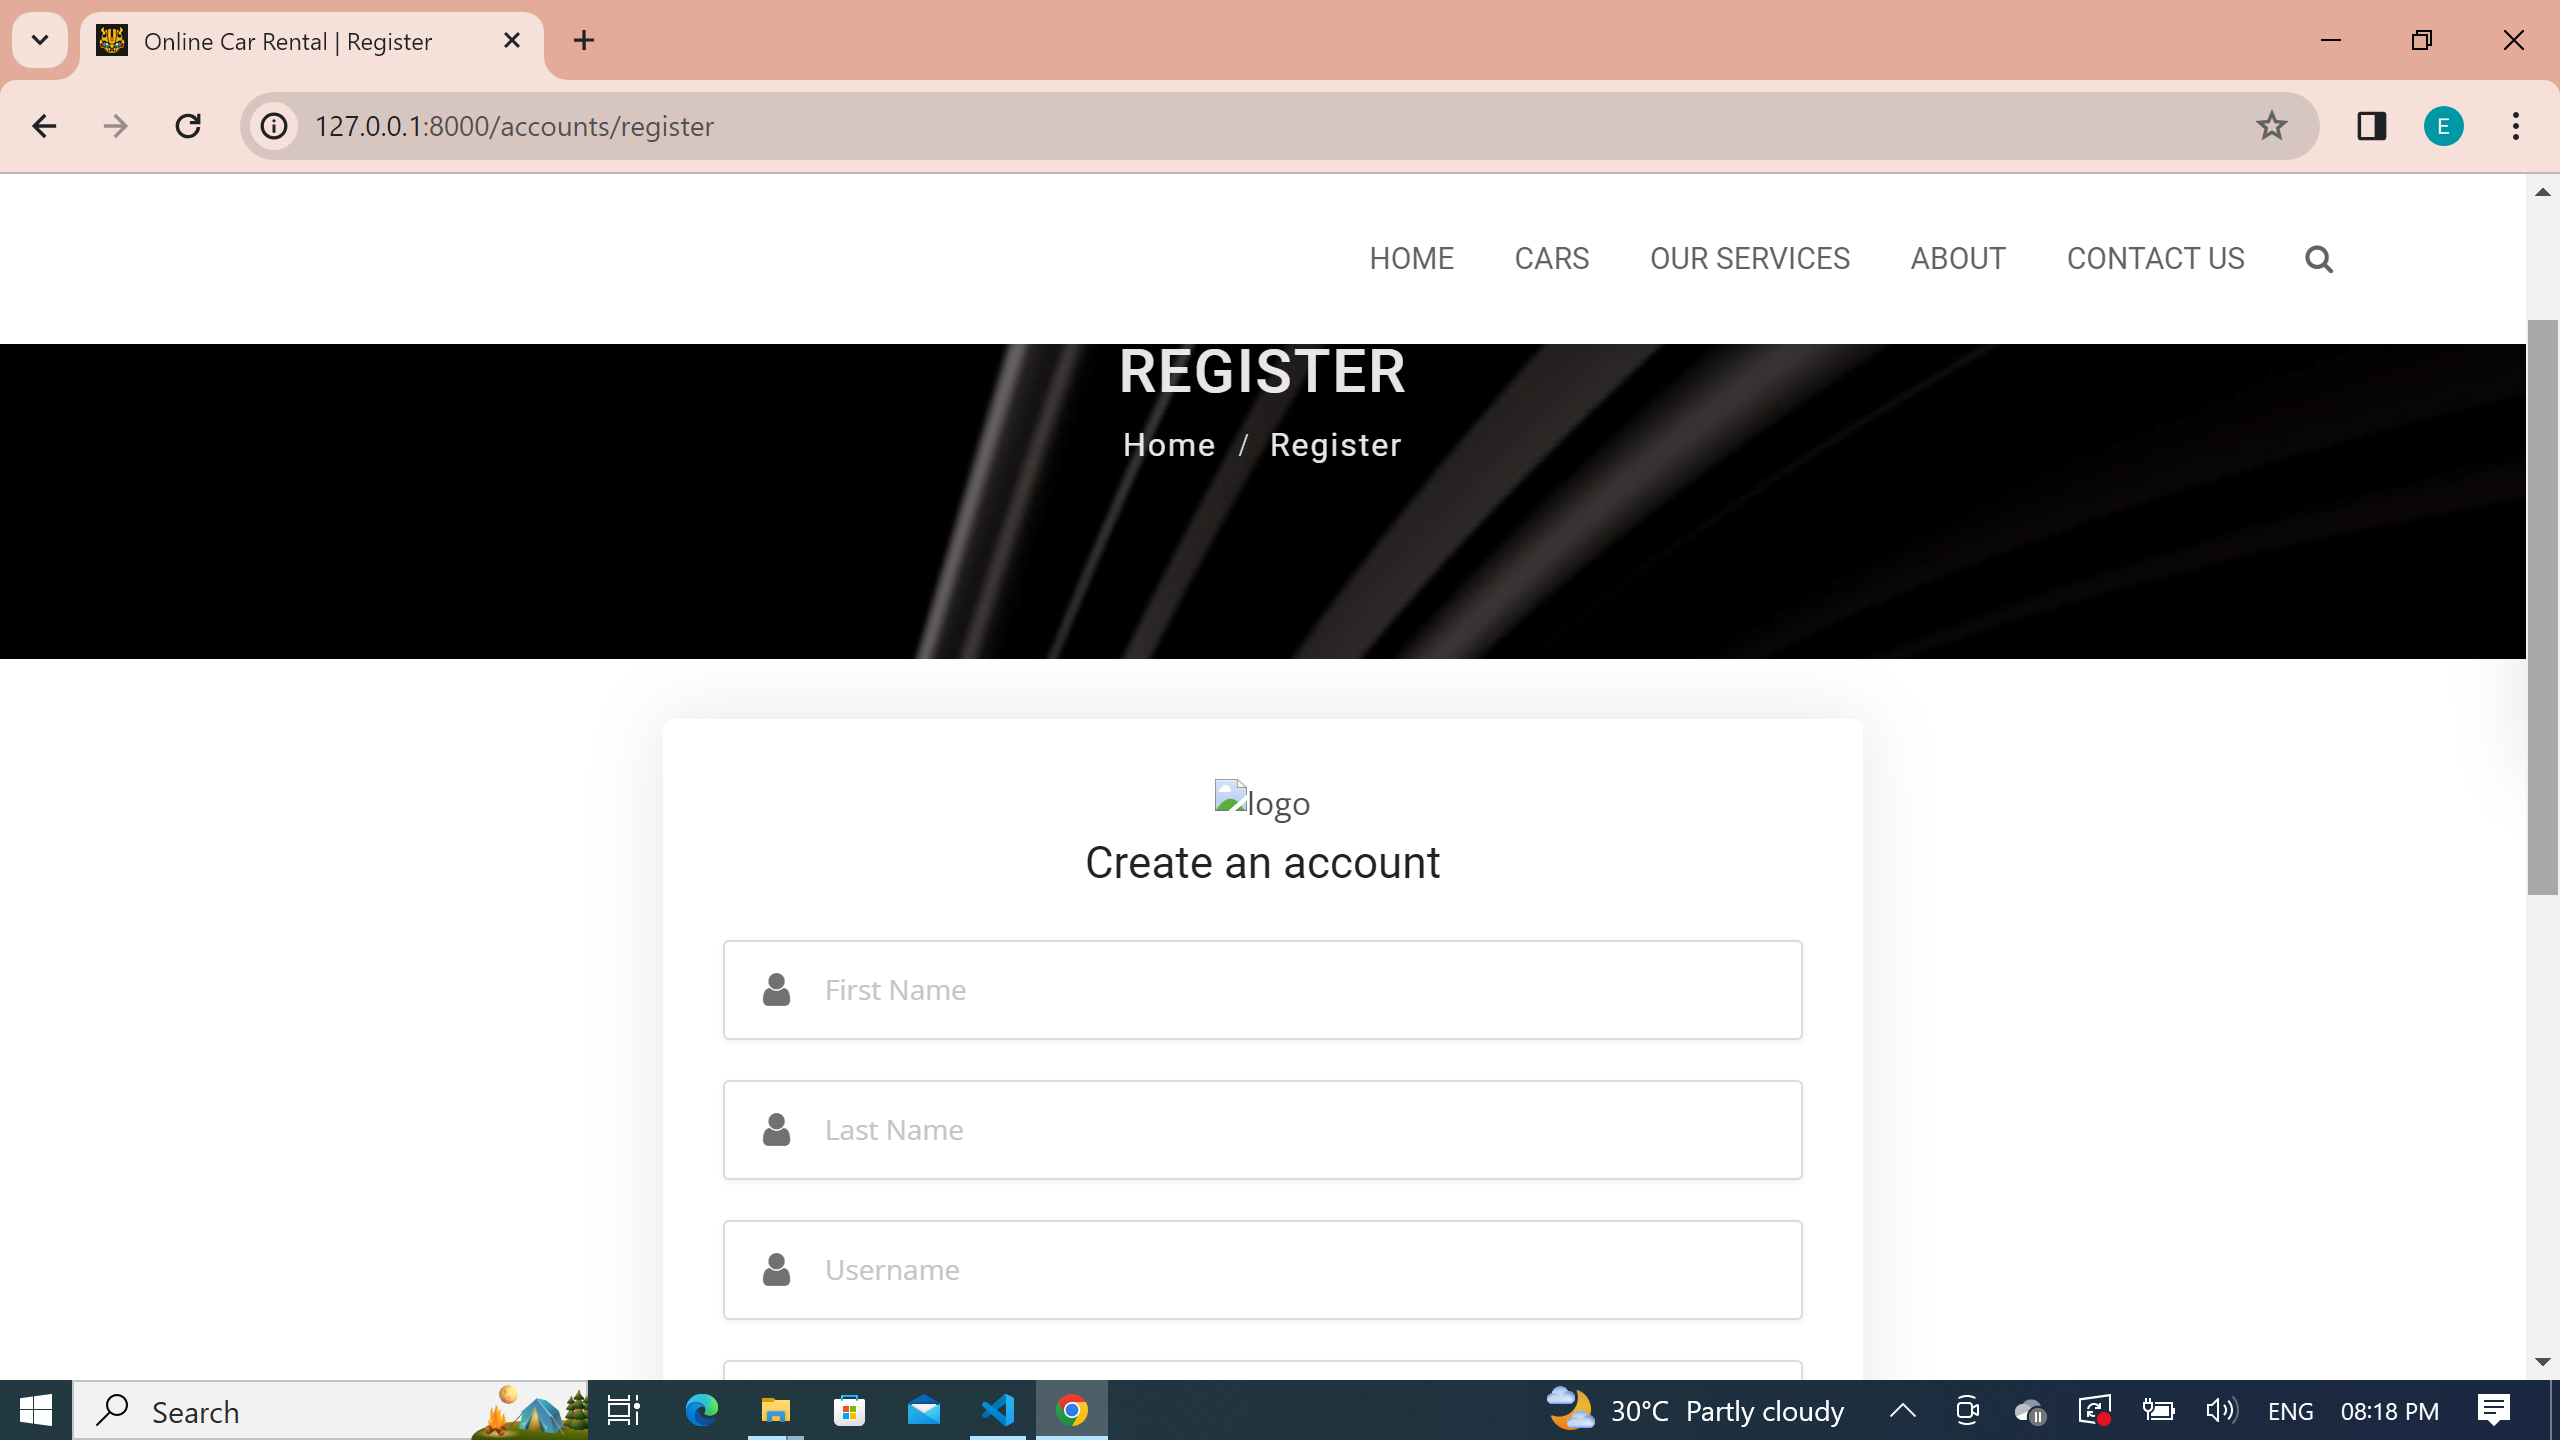 Online Car Rental | Register
127.0.0.1:8000/accounts/register
E
HOME CARS OUR SERVICES ABOUT CONTACT US
REGISTER
Home / Register
logo
Create an account
First Name
Last Name
Username
Search
30°C Partly cloudy
ENG
08:18 PM